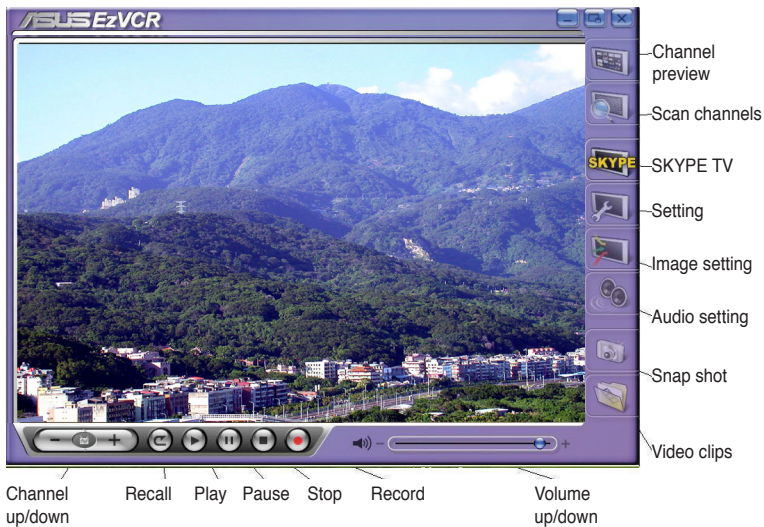 ASUS EzVCR
Channel
preview
Scan channels
SKYPE
SKYPE TV
Setting
Image setting
Audio setting
Snap shot
Video clips
Channel
up/down
Recall
Play
Pause
Stop
Record
Volume
up/down